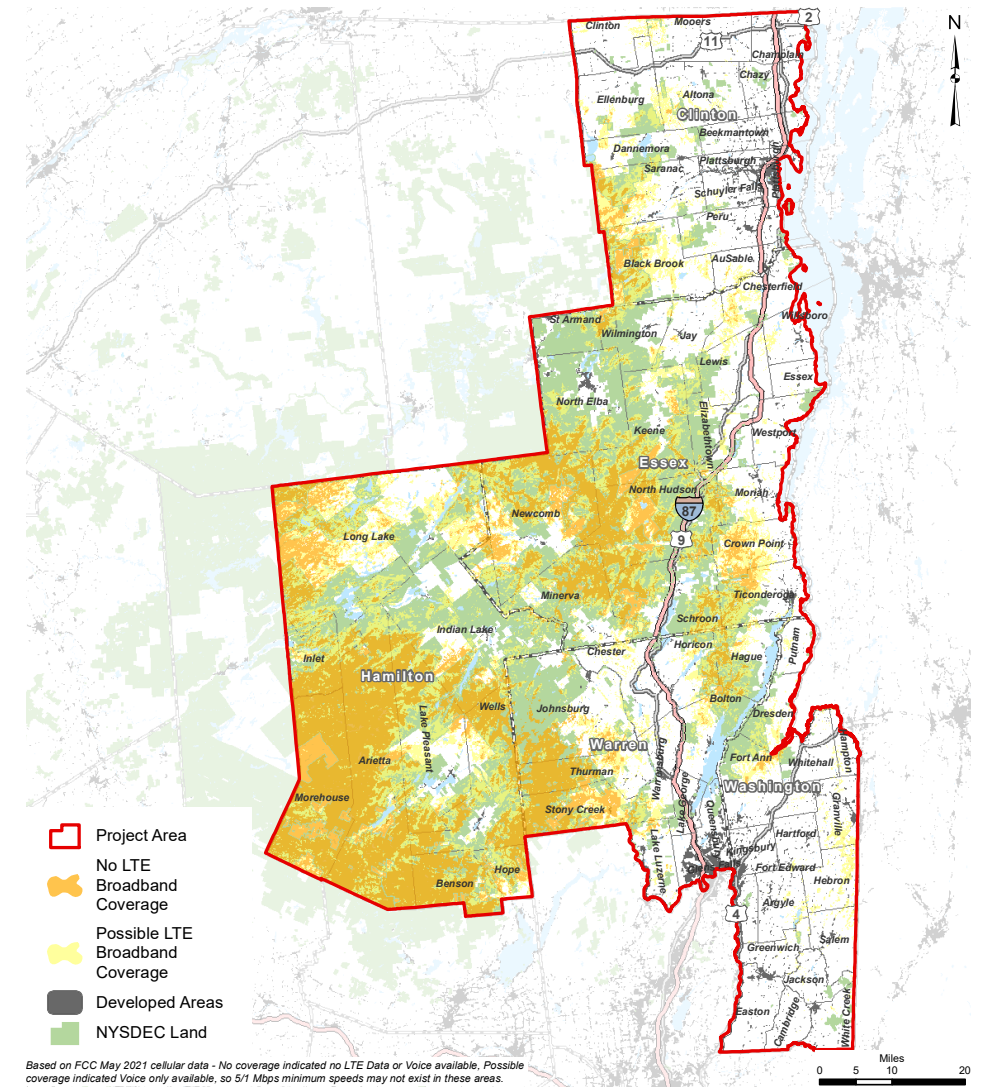 2
N
Clinton
Mooers
11
Champlain
Chazy
Ellenburg
Altona
Clinton
Beekmantown
Dannemora
Plattsburgh
Saranac
Plattsburgh
Schuyler Falls
Peru
Black Brook
AuSable
Chesterfield
St Armand
Willsboro
Wilmington
Jay
Lewis
Essex
North Elba
Keene
Elizabethtown
Westport
Essex
North Hudson
Moriah
87
Newcomb
Long Lake
9
Crown Point
Minerva
Ticonderoga
Schroon
Indian Lake
Putnam
Chester
Horicon
Hague
Inlet
Hamilton
Wells
Johnsburg
Bolton
Dresden
Lake Pleasant
Warren
Hampton
Arietta
Thurman
Warrensburg
Fort Ann
Whitehall
Washington
Morehouse
Stony Creek
Lake George
Queensbury
Granville
Hartford
Kingsbury
Lake Luzerne
Glens Falls
Fort Edward
Hope
Benson
Hebron
Argyle
4
Salem
Greenwich
Jackson
Easton
Cambridge
White Creek
Project Area
No LTE
Broadband
Coverage
Possible LTE
Broadband
Coverage
Developed Areas
NYSDEC Land
Based on FCC May 2021 cellular data - No coverage indicated no LTE Data or Voice available, Possible
coverage indicated Voice only available, so 5/1 Mbps minimum speeds may not exist in these areas.
Miles
0 5 10 20